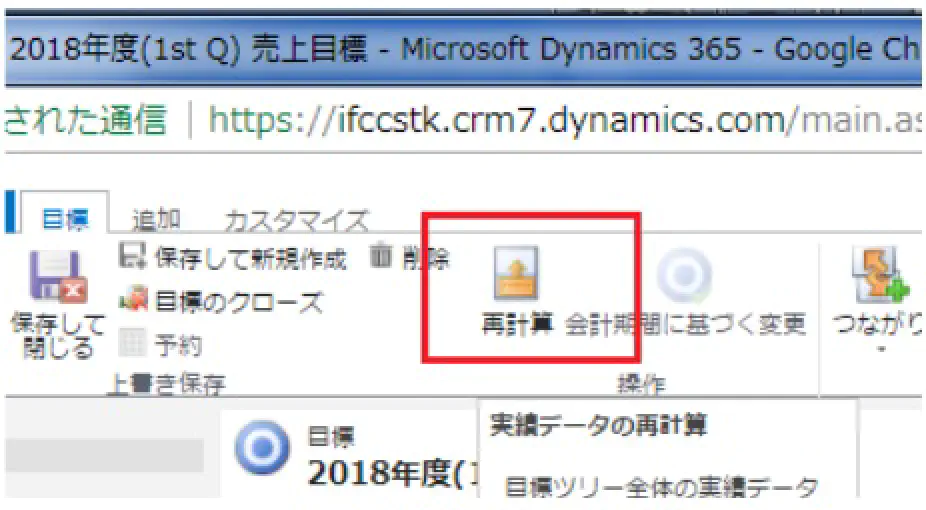 2018年度(1st Q) 売上目標 - Microsoft Dynamics 365 - Google Ch
された通信 | https://ifccstk.crm7.dynamics.com/main.as
目標 追加 カスタマイズ
保存して新規作成 削除
目標のクローズ
予約
保存して
閉じる
上書き保存
再計算 会計期間に基づく変更
操作
つながり
実績データの再計算
目標ツリー全体の実績データ
目標
2018年度(1